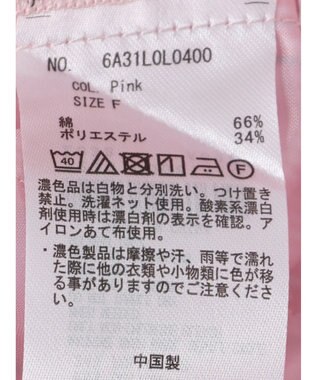 NO. 6A31L0L0400
COL. Pink
SIZE F
綿 66%
ポリエステル 34%
40 F
濃色品は白物と分別洗い。つけ置き
禁止。洗濯ネット使用。酸素系漂白
剤使用時は漂白剤の表示を確認。ア
イロンあて布使用。
・濃色製品は摩擦や汗、雨等で濡れ
た際に他の衣類や小物類に色が移
る事がありますのでご注意くださ
い。
中国製